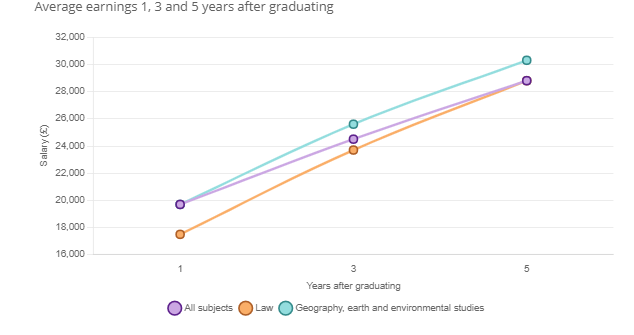 Average earnings 1, 3 and 5 years after graduating
32,000
30,000
28,000
26,000
24,000
22,000
20,000
18,000
16,000
Salary (£)
1
3
5
Years after graduating
All subjects
Law
Geography, earth and environmental studies